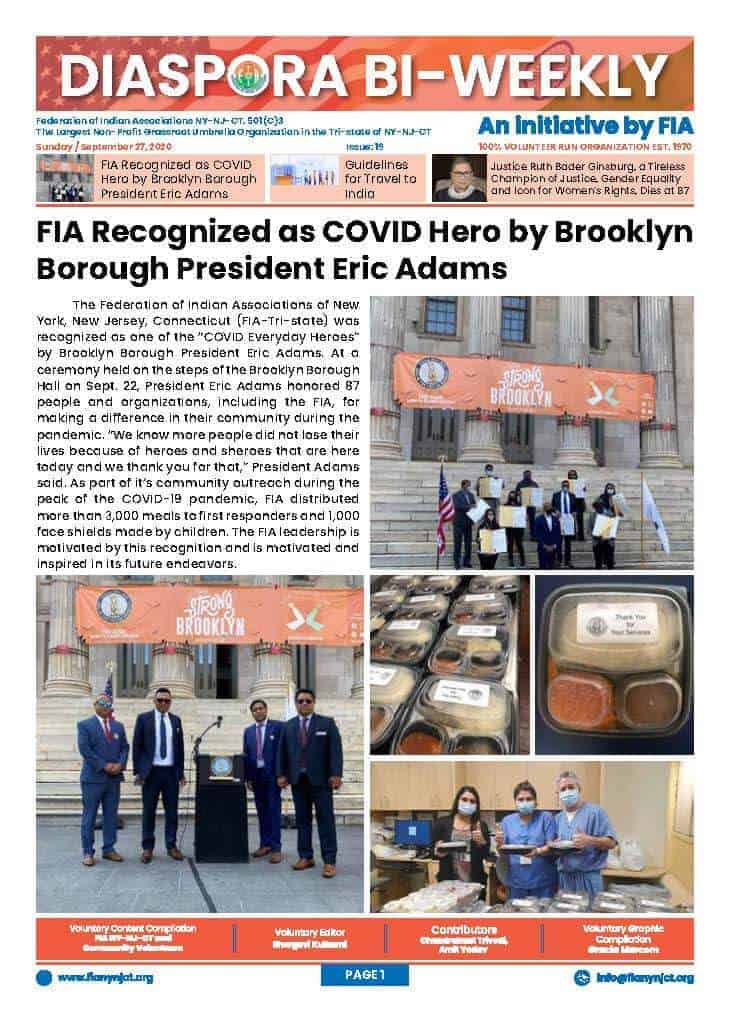 DIASPORA BI-WEEKLY
Federation of Indian Associations NY-NJ-CT, 501(C)3
The Largest Non-Profit Grassroot Umbrella Organization in the Tri-state of NY-NJ-CT
An initiative by FIA
Sunday / September 27, 2020
Issue: 19
100% VOLUNTEER RUN ORGANIZATION EST. 1970
FIA Recognized as COVID
Hero by Brooklyn Borough
President Eric Adams
Guidelines
for Travel to
India
Justice Ruth Bader Ginsburg, a Tireless
Champion of Justice, Gender Equality
and Icon for Women's Rights, Dies at 87
FIA Recognized as COVID Hero by Brooklyn
Borough President Eric Adams
The Federation of Indian Associations of New
York, New Jersey, Connecticut (FIA-Tri-state) was
recognized as one of the "COVID Everyday Heroes"
by Brooklyn Borough President Eric Adams. At a
ceremony held on the steps of the Brooklyn Borough
Hall on Sept. 22, President Eric Adams honored 87
people and organizations, including the FIA, for
making a difference in their community during the
pandemic. "We know more people did not lose their
lives because of heroes and sheroes that are here
today and we thank you for that," President Adams
said. As part of it's community outreach during the
peak of the COVID-19 pandemic, FIA distributed
more than 3,000 meals to first responders and 1,000
face shields made by children. The FIA leadership is
motivated by this recognition and is motivated and
inspired in its future endeavors.
STRONG
BROOKLYN
STRONG
BROOKLYN
Thank You
for
Your Services
Voluntary Content Compilation
FIA NY-NJ-CT and
Community Volunteers
Voluntary Editor
Contributors
Amit Yadav
Voluntary Graphic
Compilation
www.fianynjct.org
PAGE 1
info@fianynjct.org